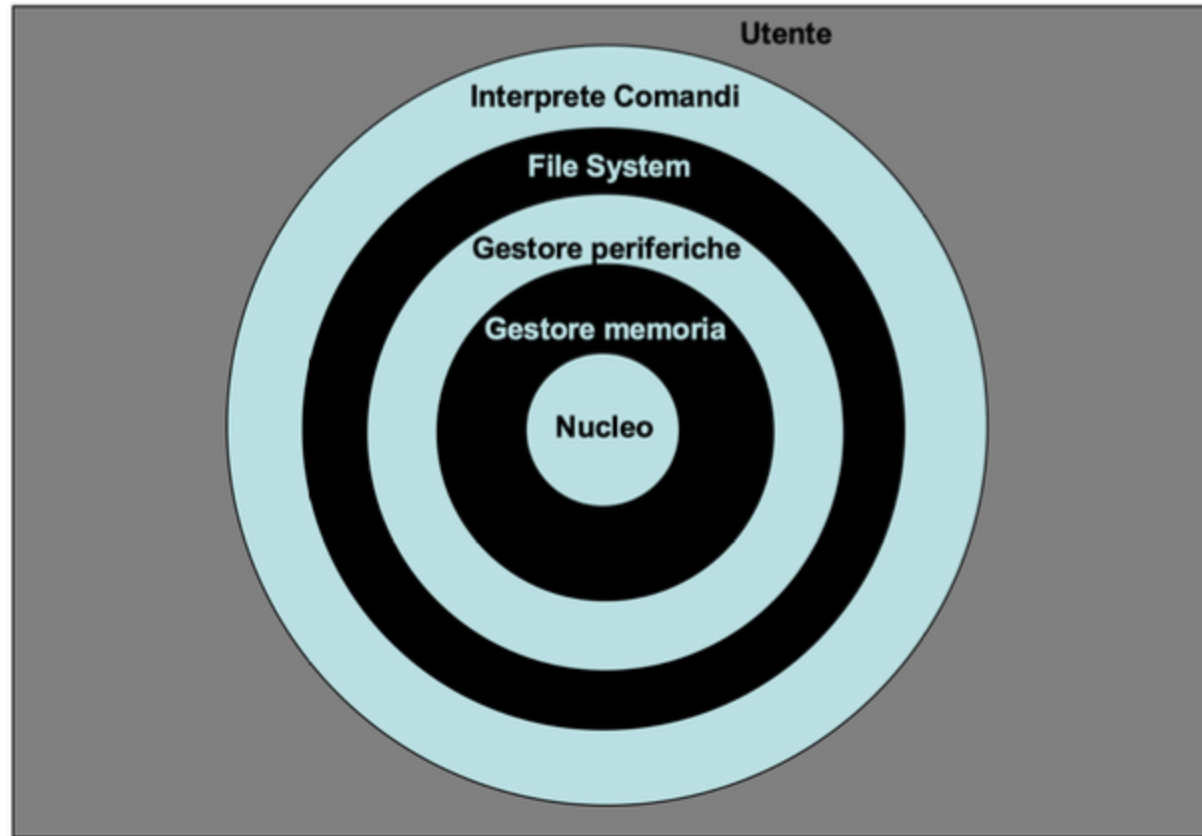 Utente
Interprete Comandi
File System
Gestore periferiche
Gestore memoria
Nucleo